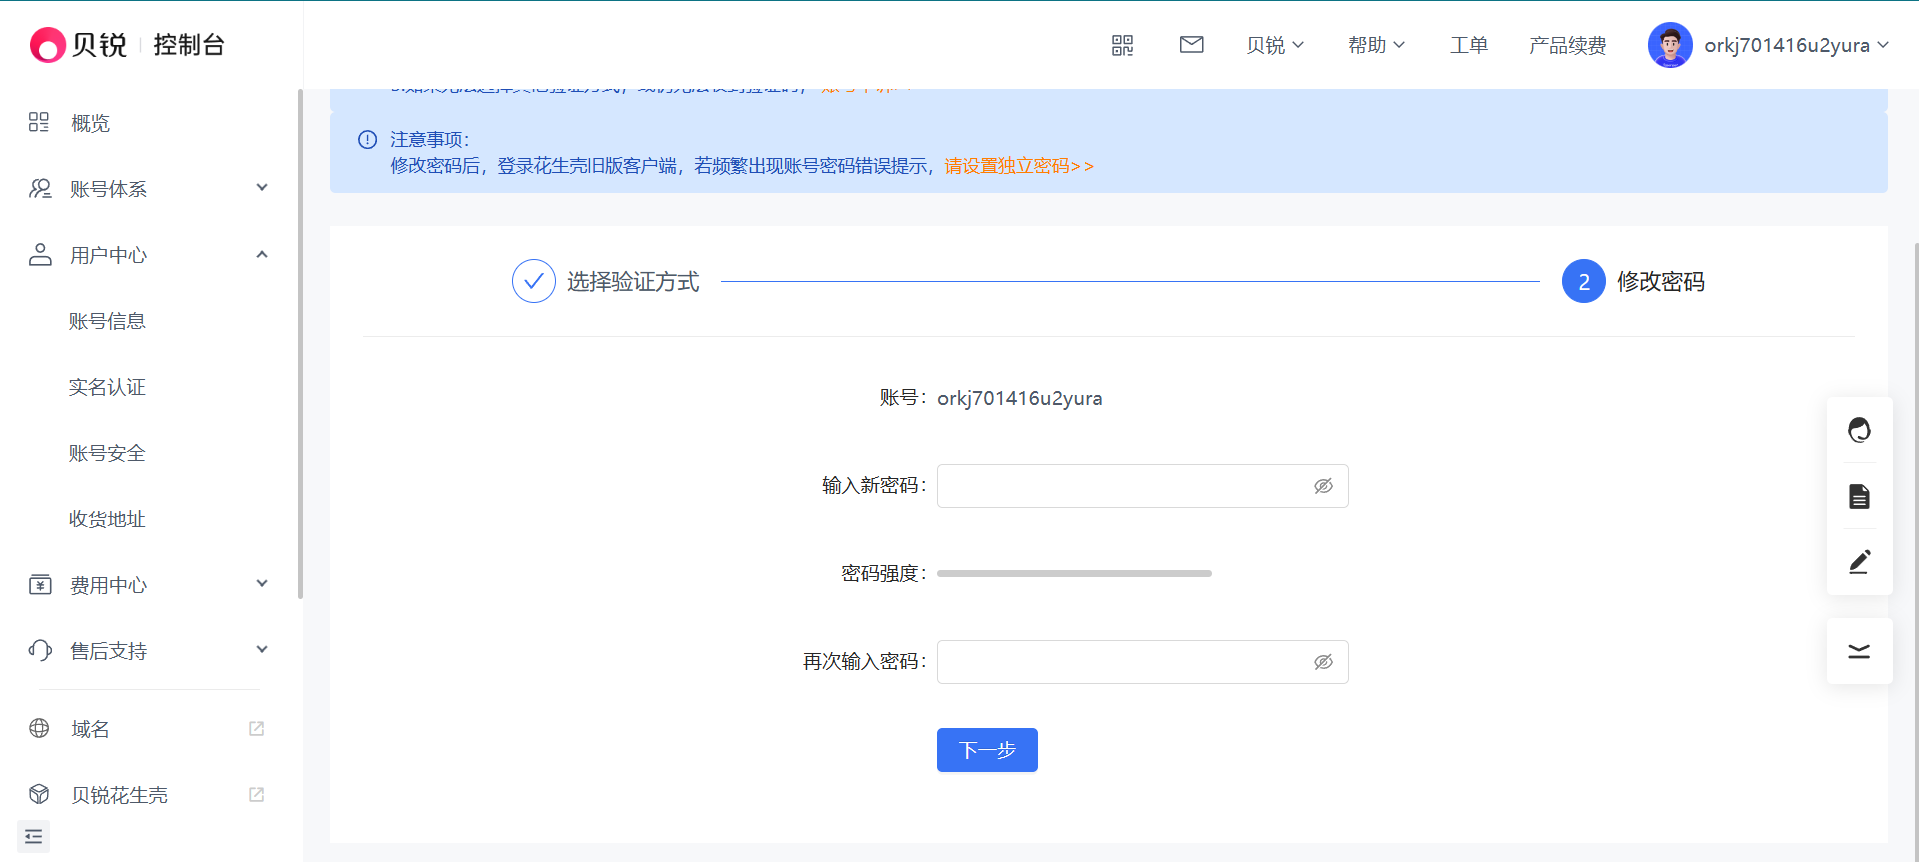 贝锐 控制台
贝锐
帮助
工单
产品续费
orkj701416u2yura
概览
账号体系
用户中心
账号信息
实名认证
账号安全
收货地址
费用中心
售后支持
域名
贝锐花生壳
注意事项：
修改密码后，登录花生壳旧版客户端，若频繁出现账号密码错误提示，请设置独立密码>>
选择验证方式
2 修改密码
账号：orkj701416u2yura
输入新密码：
密码强度：
再次输入密码：
下一步